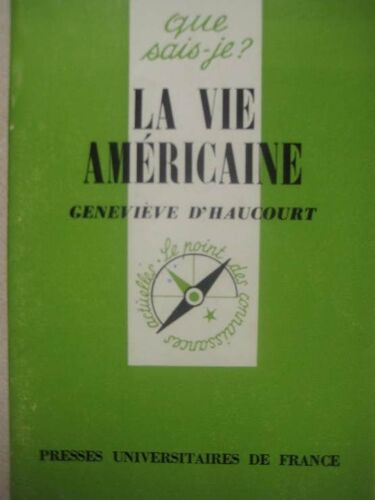 que
sais-je?
LA VIE
AMÉRICAINE
GENEVIÈVE D'HAUCOURT
Le point des connaissances actuelles
PRESSES UNIVERSITAIRES DE FRANCE